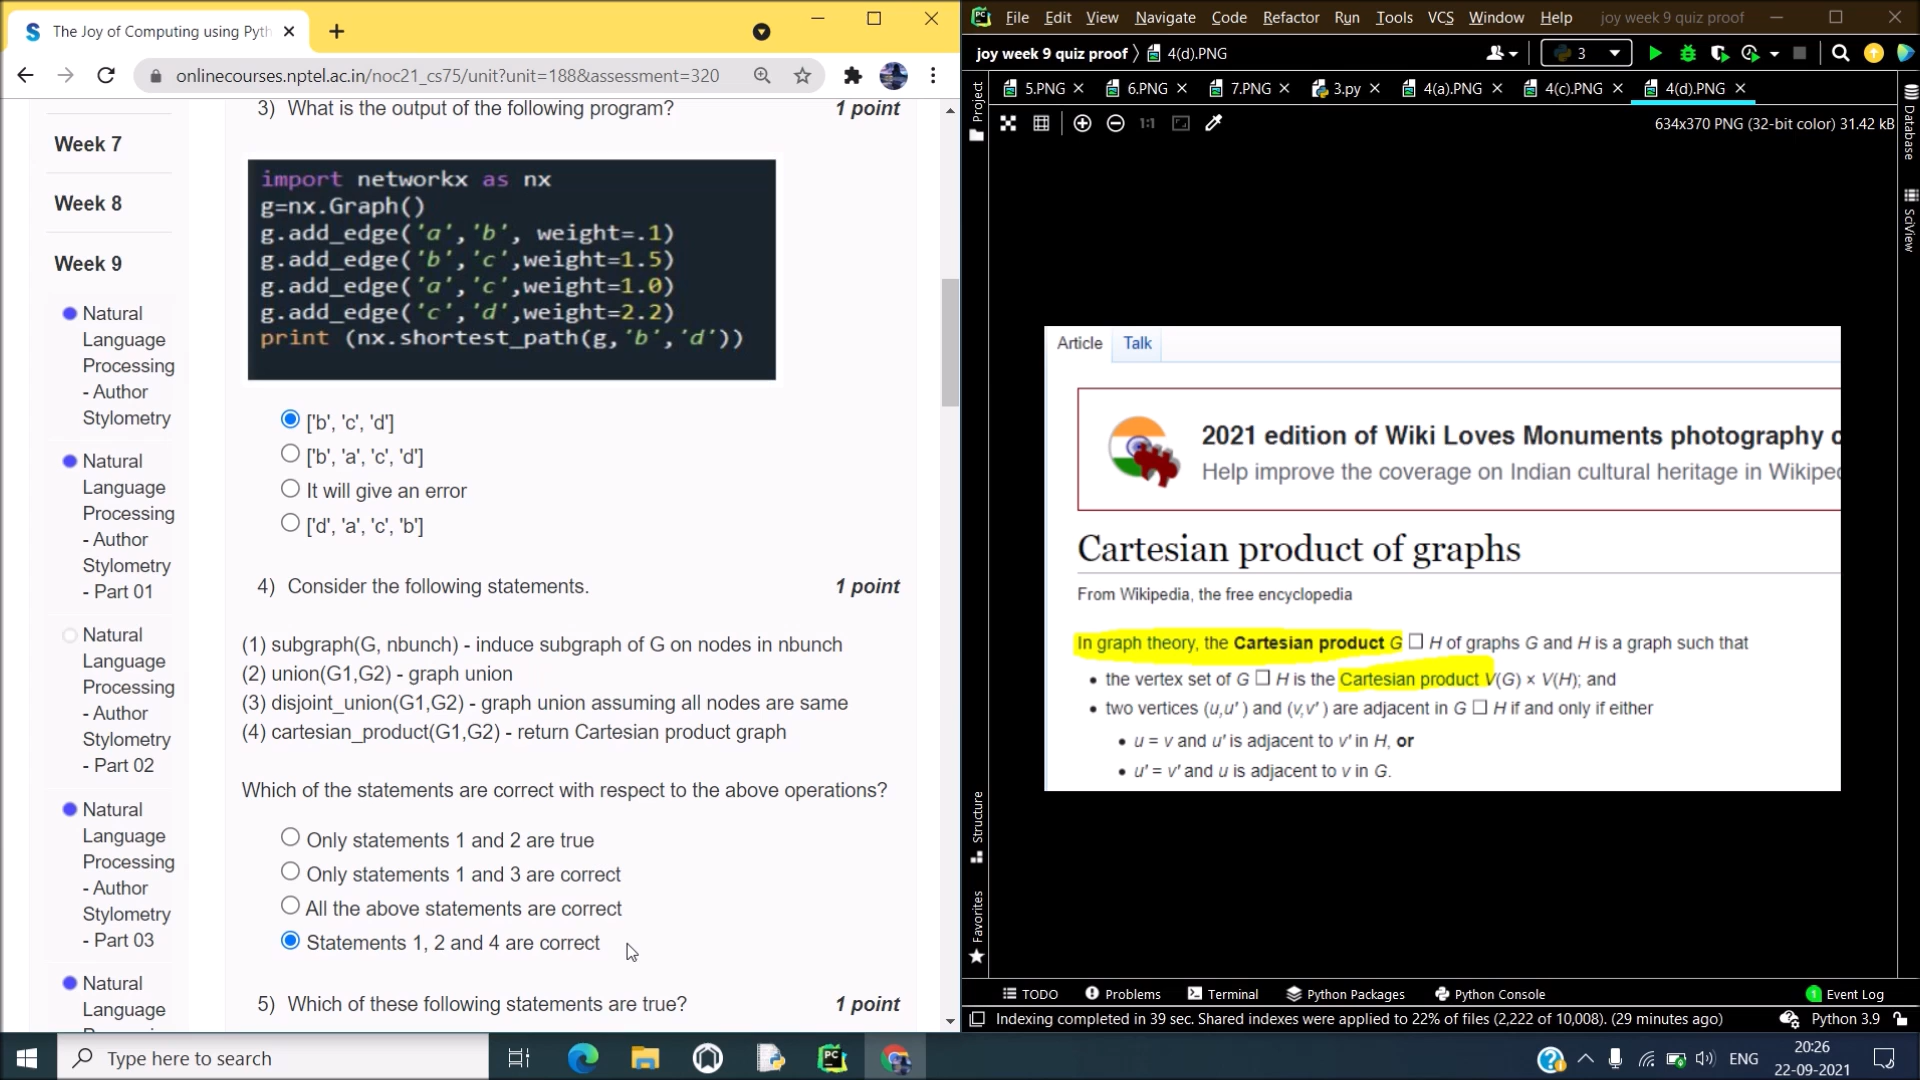 The Joy of Computing using Pyth
onlinecourses.nptel.ac.in/noc21_cs75/unit?unit=188&assessment=320
Week 7
Week 8
Week 9
Natural
Language
Processing
- Author
Stylometry
Natural
Language
Processing
- Author
Stylometry
- Part 01
Natural
Language
Processing
- Author
Stylometry
- Part 02
Natural
Language
Processing
- Author
Stylometry
- Part 03
Natural
Language
3) What is the output of the following program? 1 point
import networkx as nx
g=nx.Graph()
g.add_edge('a','b', weight=.1)
g.add_edge('b','c',weight=1.5)
g.add_edge('a','c',weight=1.0)
g.add_edge('c','d',weight=2.2)
print (nx.shortest_path(g,'b','d'))
['b', 'c', 'd']
['b', 'a', 'c', 'd']
It will give an error
['d', 'a', 'c', 'b']
4) Consider the following statements. 1 point
(1) subgraph(G, nbunch) - induce subgraph of G on nodes in nbunch
(2) union(G1,G2) - graph union
(3) disjoint_union(G1,G2) - graph union assuming all nodes are same
(4) cartesian_product(G1,G2) - return Cartesian product graph
Which of the statements are correct with respect to the above operations?
Only statements 1 and 2 are true
Only statements 1 and 3 are correct
All the above statements are correct
Statements 1, 2 and 4 are correct
5) Which of these following statements are true? 1 point
File Edit View Navigate Code Refactor Run Tools VCS Window Help joy week 9 quiz proof
joy week 9 quiz proof 4(d).PNG 3
5.PNG 6.PNG 7.PNG 3.py 4(a).PNG 4(c).PNG 4(d).PNG
1:1 634x370 PNG (32-bit color) 31.42 kB
Project
Structure
Favorites
Database
SciView
Article Talk
2021 edition of Wiki Loves Monuments photography c
Help improve the coverage on Indian cultural heritage in Wikiped
Cartesian product of graphs
From Wikipedia, the free encyclopedia
In graph theory, the Cartesian product G □ H of graphs G and H is a graph such that
• the vertex set of G □ H is the Cartesian product V(G) × V(H); and
• two vertices (u,u' ) and (v,v' ) are adjacent in G □ H if and only if either
• u = v and u' is adjacent to v' in H, or
• u' = v' and u is adjacent to v in G.
TODO Problems Terminal Python Packages Python Console 1 Event Log
Indexing completed in 39 sec. Shared indexes were applied to 22% of files (2,222 of 10,008). (29 minutes ago) Python 3.9
Type here to search
ENG
20:26
22-09-2021